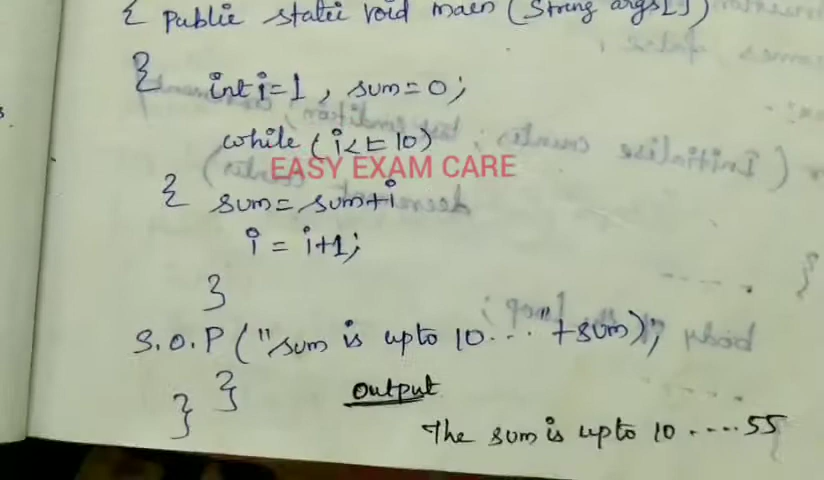 { public static void main (String args[])
{ int i=1, sum=0;
while (i<=10)
EASY EXAM CARE
{ sum=sum+i
i = i+1;
}
S.O.P ("sum is upto 10..." +sum);
} }
Output
The sum is upto 10 ....55